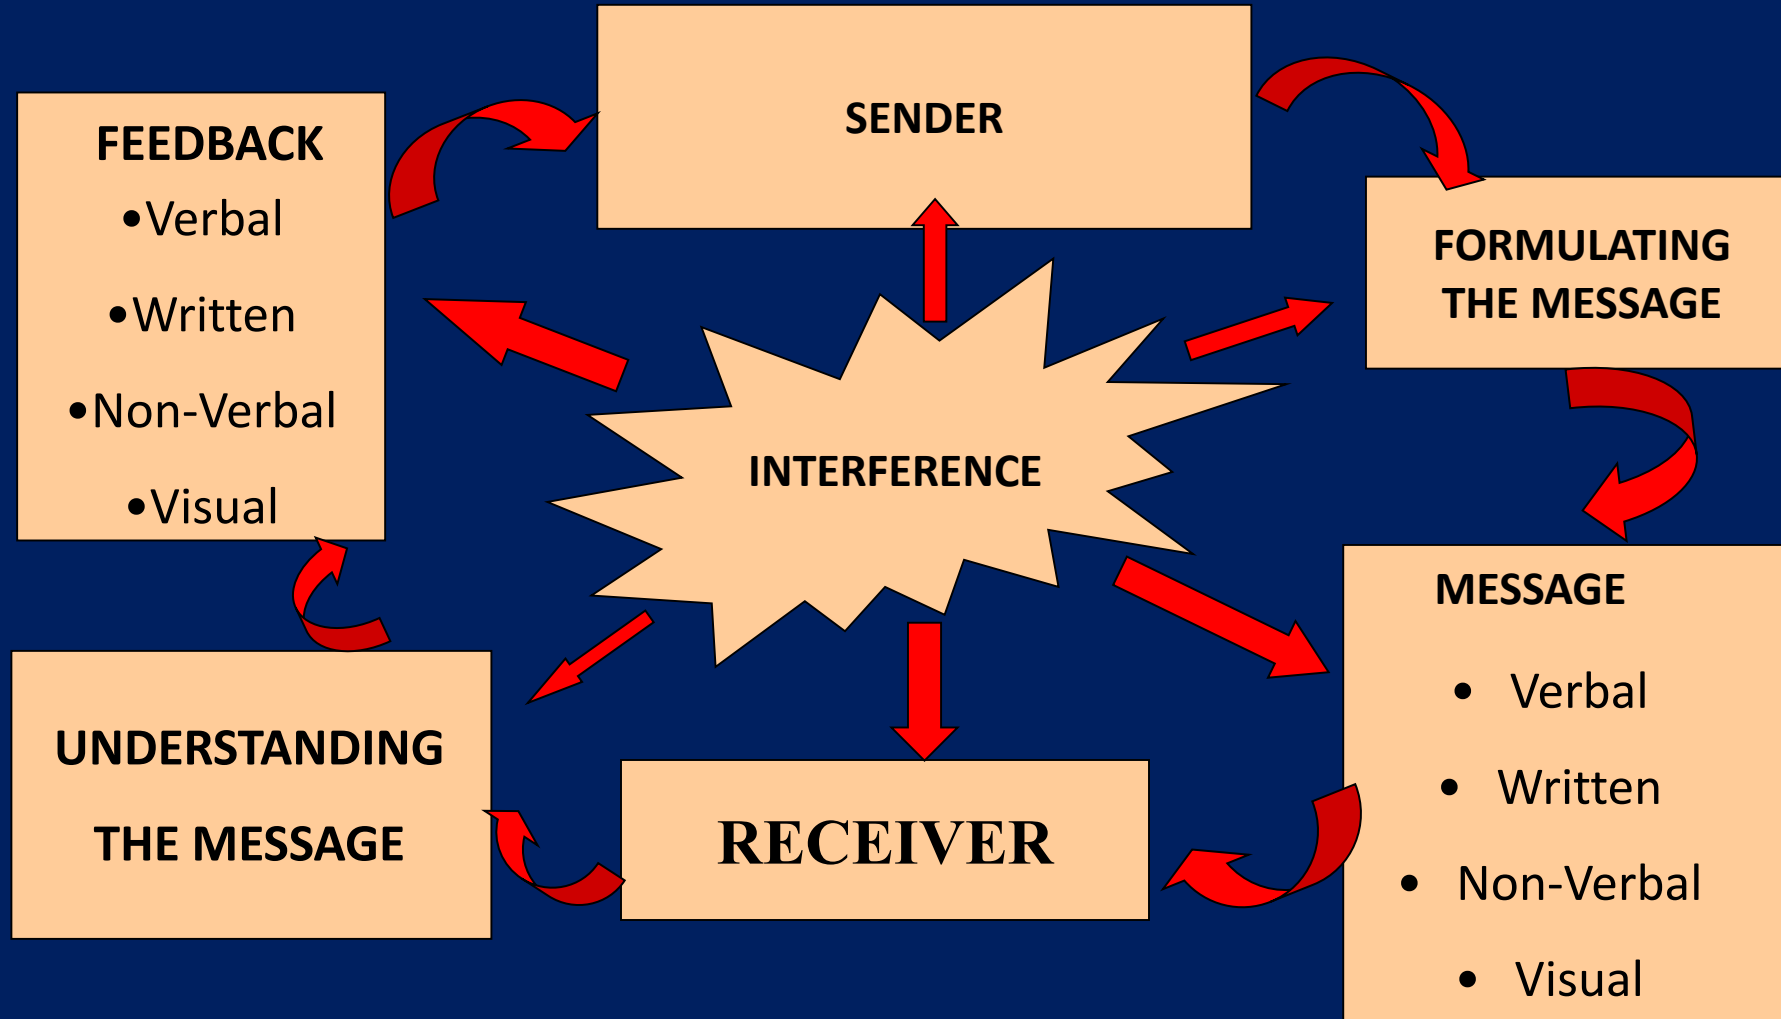 SENDER
FORMULATING
THE MESSAGE
MESSAGE
• Verbal
• Written
• Non-Verbal
• Visual
RECEIVER
UNDERSTANDING
THE MESSAGE
FEEDBACK
•Verbal
•Written
•Non-Verbal
•Visual
INTERFERENCE